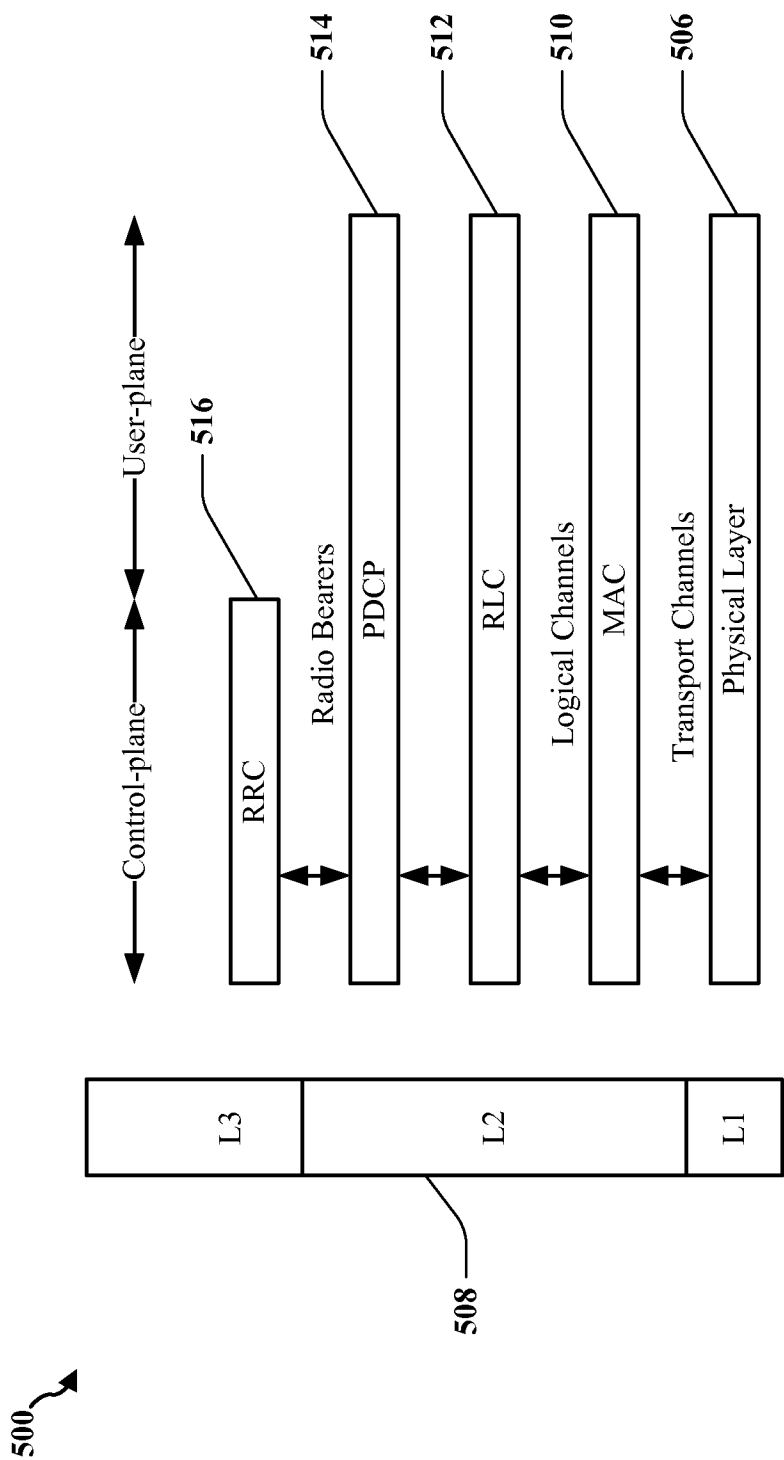 500
Control-plane
User-plane
516
RRC
Radio Bearers
514
PDCP
512
RLC
Logical Channels
510
MAC
Transport Channels
506
Physical Layer
L3
L2
L1
508